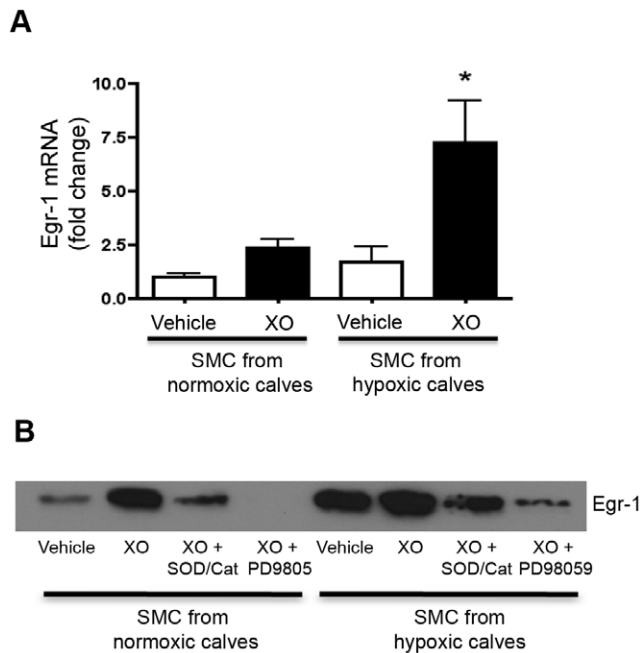 A
Egr-1 mRNA
(fold change)
10.0
7.5
5.0
2.5
0.0
*
Vehicle XO Vehicle XO
SMC from SMC from
normoxic calves hypoxic calves
B
Egr-1
Vehicle XO XO + XO + Vehicle XO XO + XO +
SOD/Cat PD9805 SOD/Cat PD98059
SMC from SMC from
normoxic calves hypoxic calves